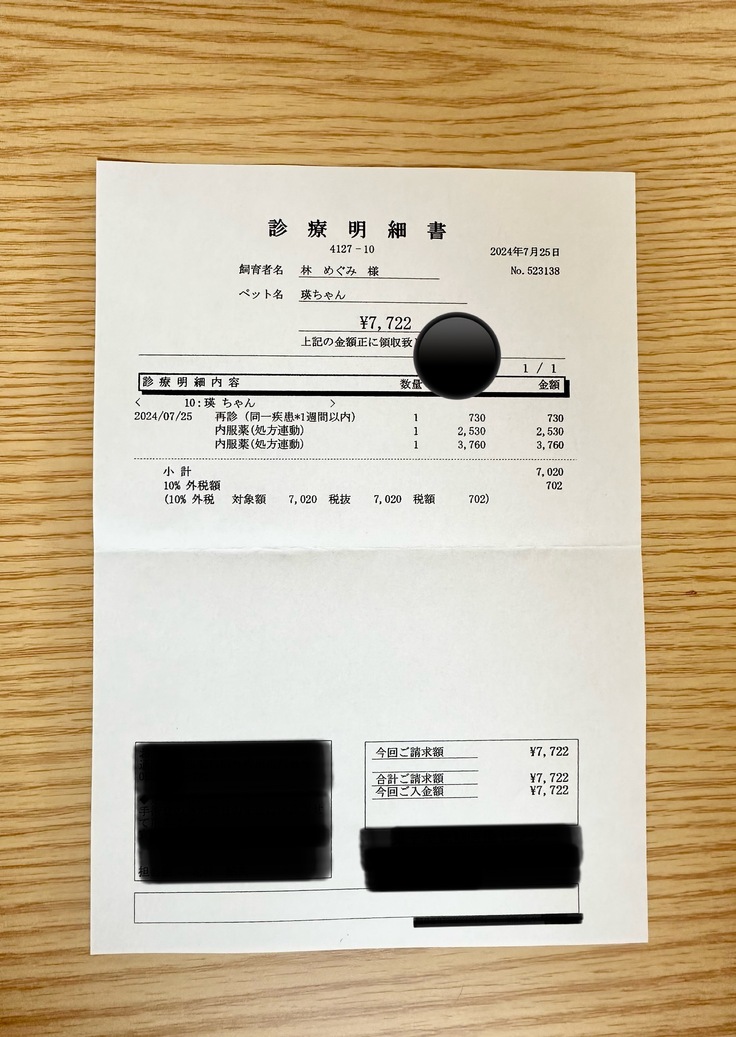 診療明細書
4127-10
2024年7月25日
飼育者名 林 めぐみ 様
No.523138
ペット名 瑛ちゃん
¥7,722
上記の金額正に領収致
1 / 1
診療明細内容 数量 金額
< 10:瑛 ちゃん >
2024/07/25 再診 (同一疾患*1週間以内) 1 730 730
内服薬(処方連動) 1 2,530 2,530
内服薬(処方連動) 1 3,760 3,760
小 計 7,020
10% 外税額 702
(10% 外税 対象額 7,020 税抜 7,020 税額 702)
今回ご請求額 ¥7,722
合計ご請求額 ¥7,722
今回ご入金額 ¥7,722